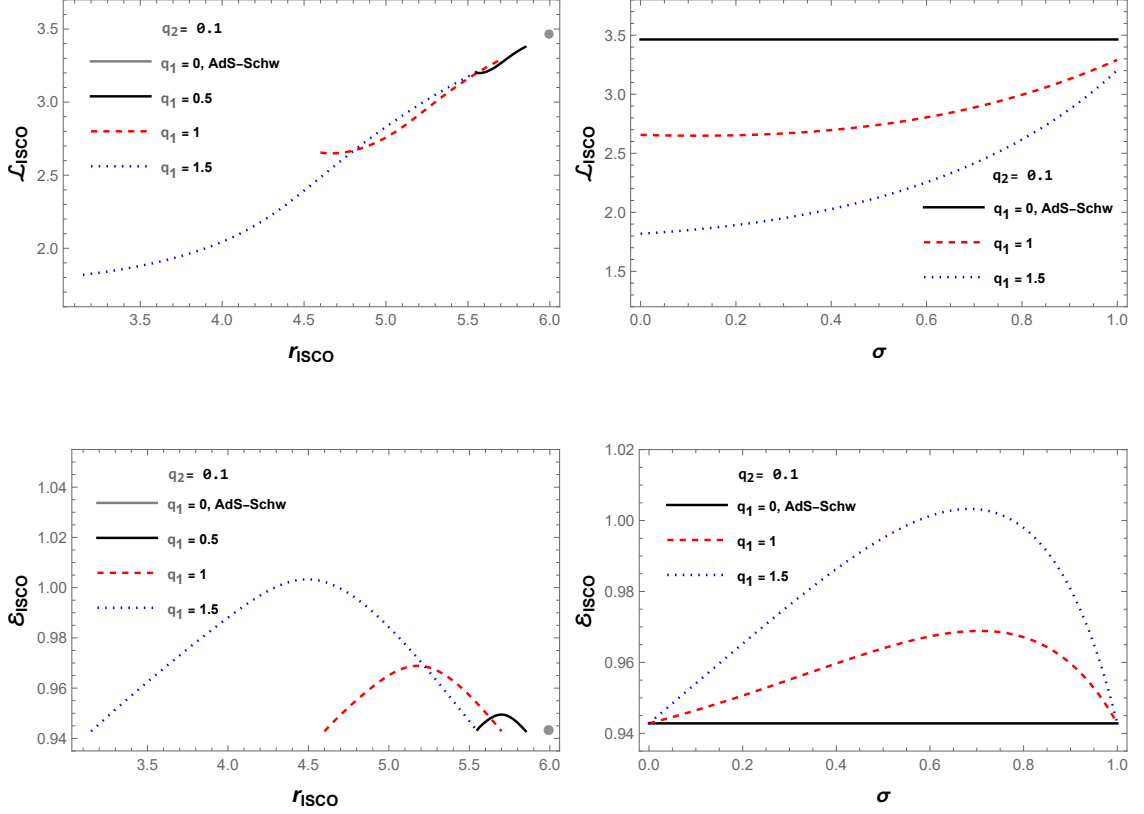 3.5
3.0
2.5
2.0
ℒISCO
q2= 0.1
q1 = 0, AdS-Schw
q1 = 0.5
q1 = 1
q1 = 1.5
3.5 4.0 4.5 5.0 5.5 6.0
rISCO
4.0
3.5
3.0
2.5
2.0
1.5
ℒISCO
q2= 0.1
q1 = 0, AdS-Schw
q1 = 1
q1 = 1.5
0.0 0.2 0.4 0.6 0.8 1.0
σ
1.04
1.02
1.00
0.98
0.96
0.94
ℰISCO
q2= 0.1
q1 = 0, AdS-Schw
q1 = 0.5
q1 = 1
q1 = 1.5
3.5 4.0 4.5 5.0 5.5 6.0
rISCO
1.02
1.00
0.98
0.96
0.94
ℰISCO
q2= 0.1
q1 = 0, AdS-Schw
q1 = 1
q1 = 1.5
0.0 0.2 0.4 0.6 0.8 1.0
σ